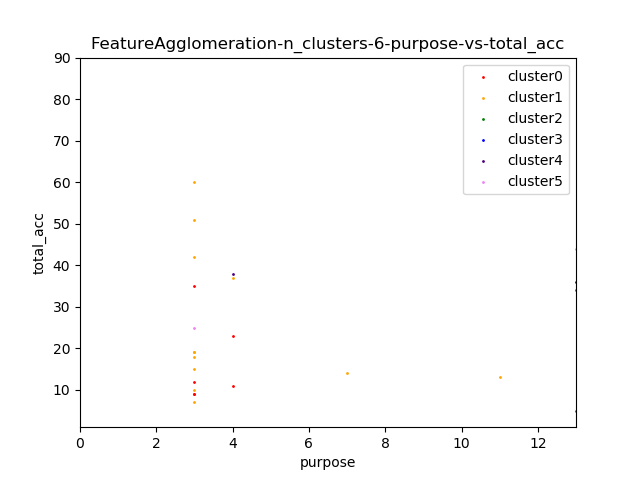 FeatureAgglomeration-n_clusters-6-purpose-vs-total_acc
90
80
70
60
50
40
30
20
10
total_acc
cluster0
cluster1
cluster2
cluster3
cluster4
cluster5
0 2 4 6 8 10 12
purpose